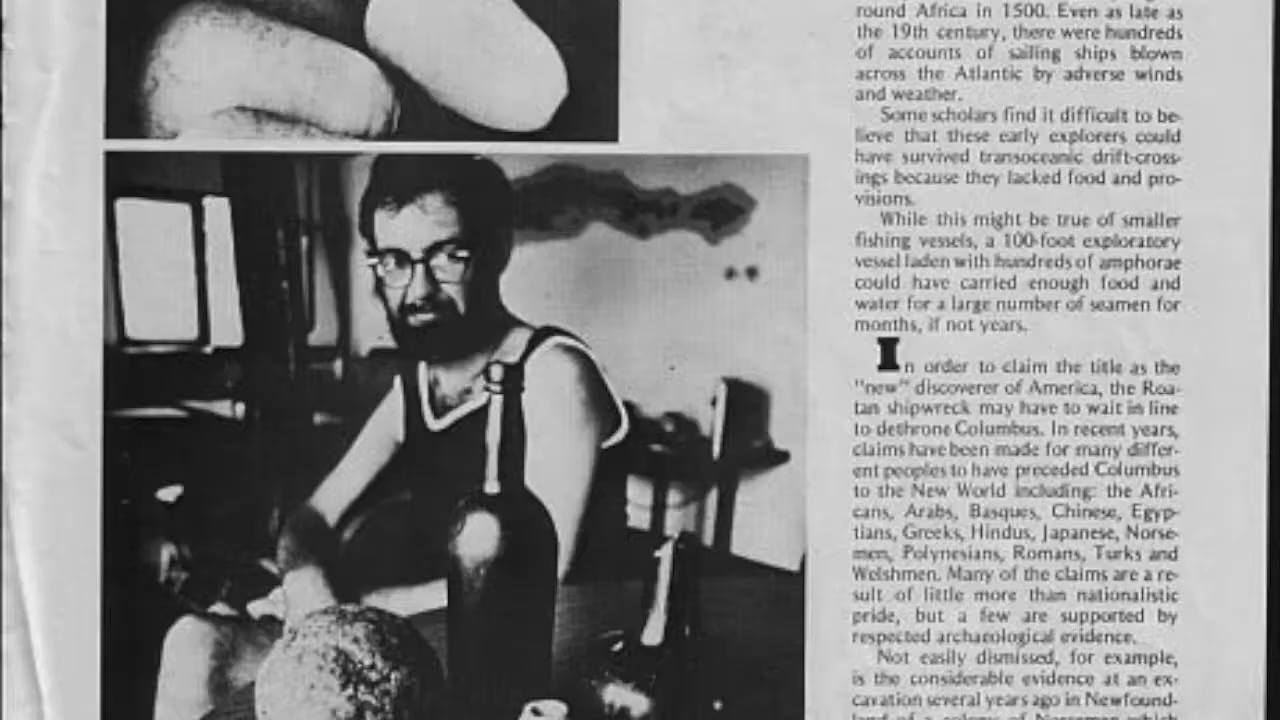 round Africa in 1500. Even as late as
the 19th century, there were hundreds
of accounts of sailing ships blown
across the Atlantic by adverse winds
and weather.
Some scholars find it difficult to be-
lieve that these early explorers could
have survived transoceanic drift-cross-
ings because they lacked food and pro-
visions.
While this might be true of smaller
fishing vessels, a 100-foot exploratory
vessel laden with hundreds of amphorae
could have carried enough food and
water for a large number of seamen for
months, if not years.
In order to claim the title as the
"new" discoverer of America, the Roa-
tan shipwreck may have to wait in line
to dethrone Columbus. In recent years,
claims have been made for many differ-
ent peoples to have preceded Columbus
to the New World including: the Afri-
cans, Arabs, Basques, Chinese, Egyp-
tians, Greeks, Hindus, Japanese, Norse-
men, Polynesians, Romans, Turks and
Welshmen. Many of the claims are a re-
sult of little more than nationalistic
pride, but a few are supported by
respected archaeological evidence.
Not easily dismissed, for example,
is the considerable evidence at an ex-
cavation several years ago in Newfound-
land of a colony of Norsemen which